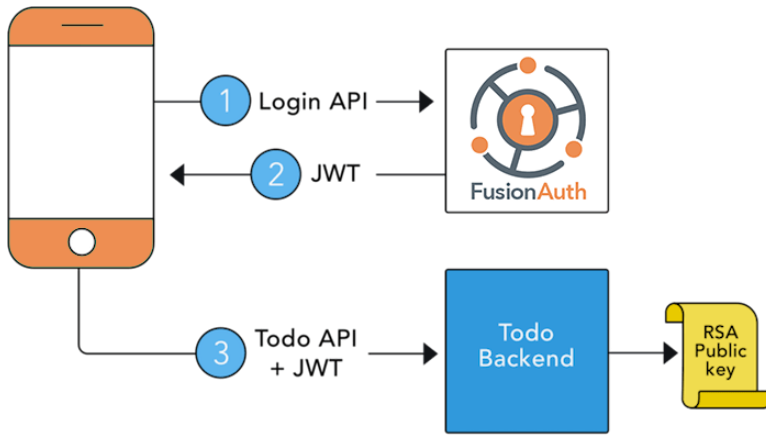 1 Login API
2 JWT
FusionAuth
3 Todo API
+ JWT
Todo
Backend
RSA
Public
key